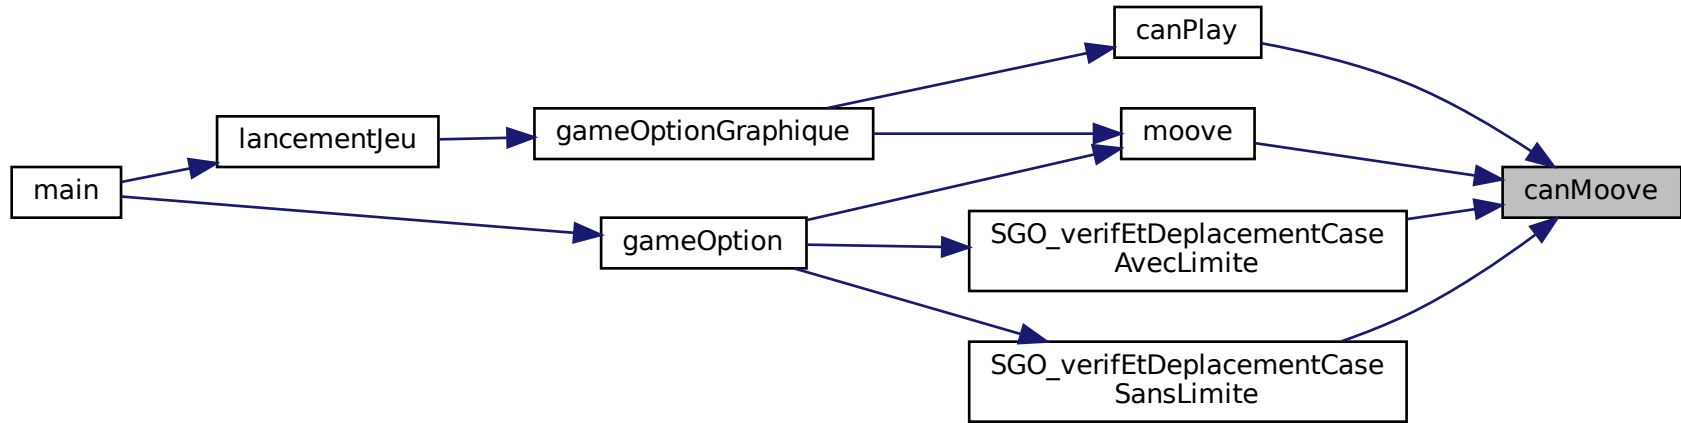 main
lancementJeu
gameOptionGraphique
gameOption
canPlay
moove
SGO_verifEtDeplacementCase
AvecLimite
SGO_verifEtDeplacementCase
SansLimite
canMoove